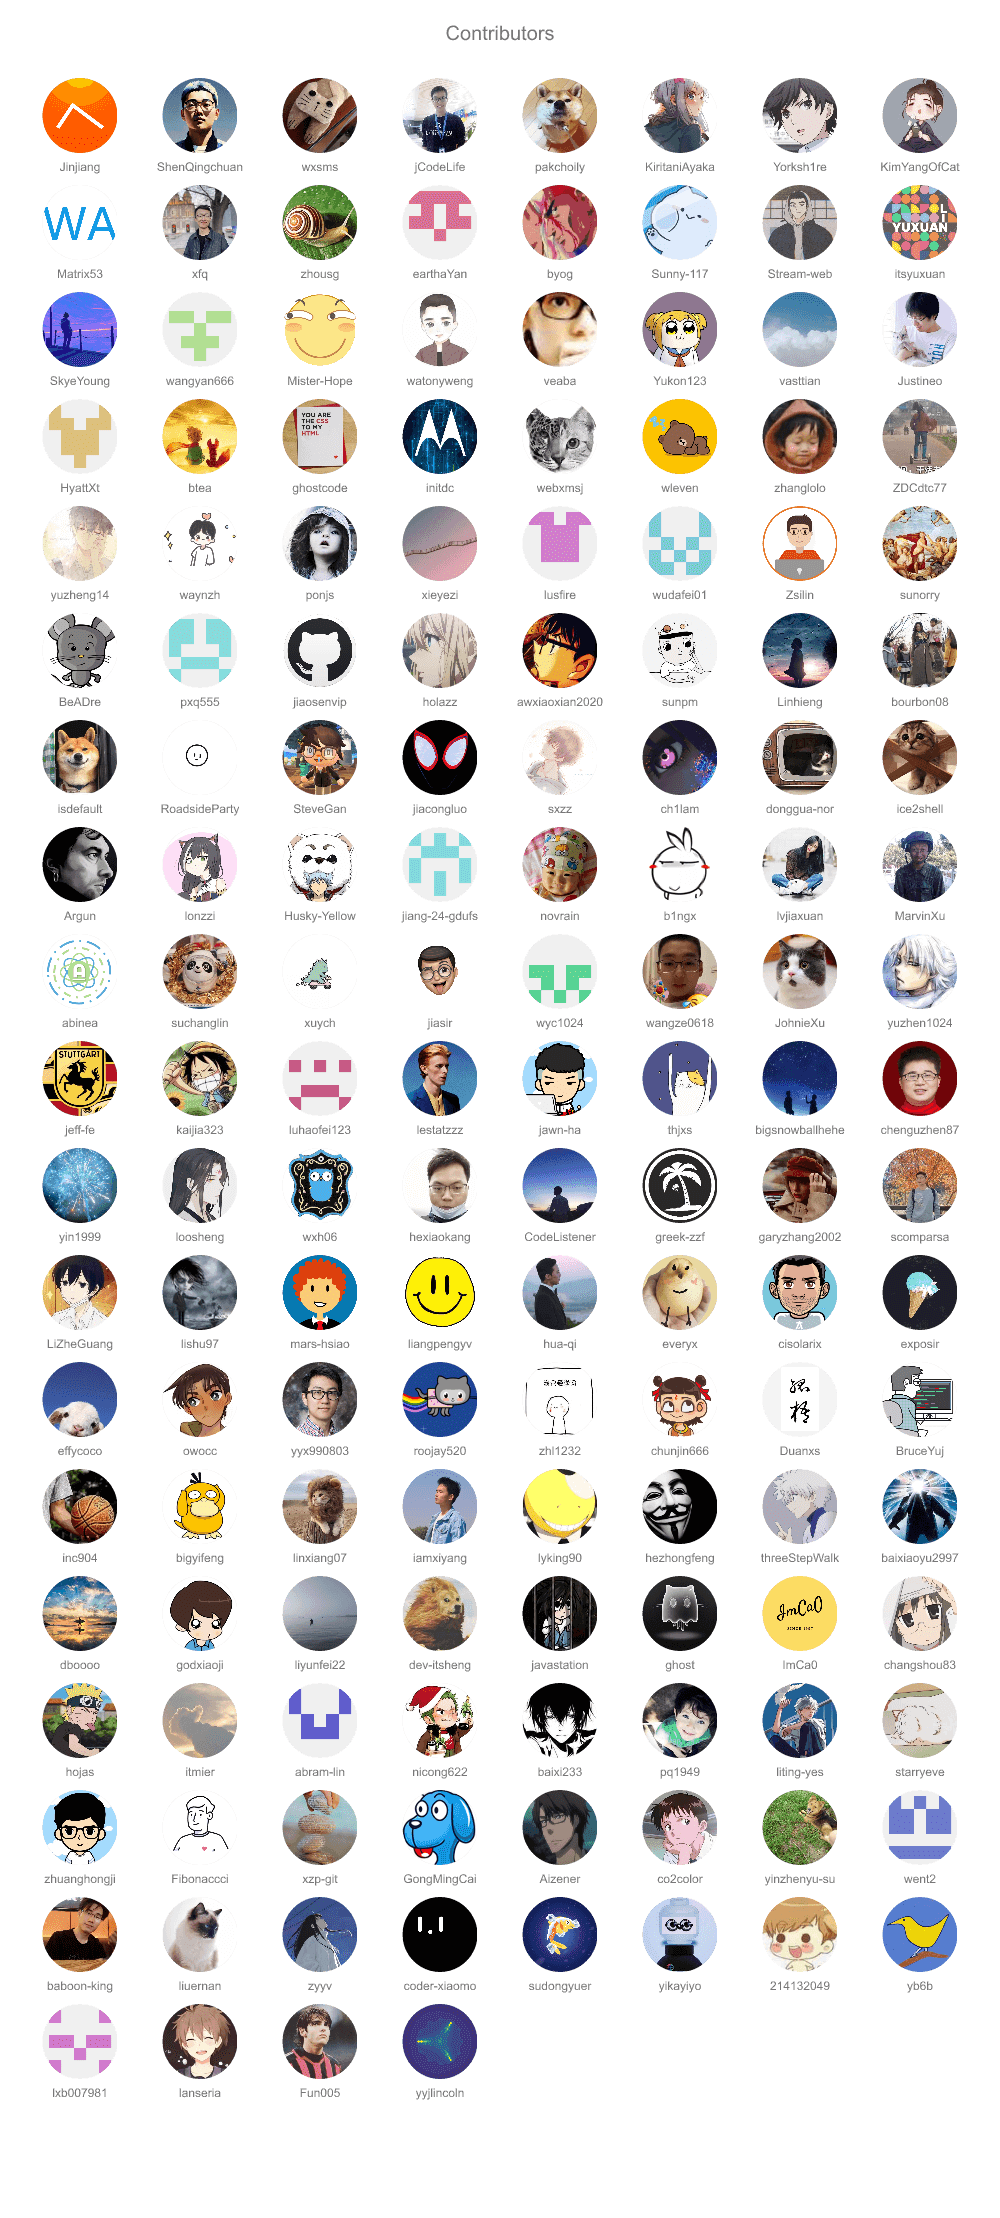 Contributors
Jinjiang ShenQingchuan wxsms jCodeLife pakchoily KiritaniAyaka Yorksh1re KimYangOfCat
WA
LI
YUXUAN
Matrix53 xfq zhousg earthaYan byog Sunny-117 Stream-web itsyuxuan
SkyeYoung wangyan666 Mister-Hope watonyweng veaba Yukon123 vasttian Justineo
YOU ARE
THE CSS
TO MY
HTML
HyattXt btea ghostcode initdc webxmsj wleven zhanglolo ZDCdtc77
yuzheng14 waynzh ponjs xieyezi lusfire wudafei01 Zsilin sunorry
BeADre pxq555 jiaosenvip holazz awxiaoxian2020 sunpm Linhieng bourbon08
isdefault RoadsideParty SteveGan jiacongluo sxzz ch1lam donggua-nor ice2shell
Argun lonzzi Husky-Yellow jiang-24-gdufs novrain b1ngx lvjiaxuan MarvinXu
A
abinea suchanglin xuych jiasir wyc1024 wangze0618 JohnieXu yuzhen1024
STUTTGART
jeff-fe kaijia323 luhaofei123 lestatzzz jawn-ha thjxs bigsnowballhehe chenguzhen87
yin1999 loosheng wxh06 hexiaokang CodeListener greek-zzf garyzhang2002 scomparsa
LiZheGuang lishu97 mars-hsiao liangpengyv hua-qi everyx cisolarix exposir
effycoco owocc yyx990803 roojay520 zhl1232 chunjin666 Duanxs BruceYuj
inc904 bigyifeng linxiang07 iamxiyang lyking90 hezhongfeng threeStepWalk baixiaoyu2997
JmCaO
dboooo godxiaoji liyunfei22 dev-itsheng javastation ghost ImCa0 changshou83
hojas itmier abram-lin nicong622 baixi233 pq1949 liting-yes starryeve
zhuanghongji Fibonaccci xzp-git GongMingCai Aizener co2color yinzhenyu-su went2
baboon-king liuernan zyyv coder-xiaomo sudongyuer yikayiyo 214132049 yb6b
lxb007981 lanseria Fun005 yyjlincoln